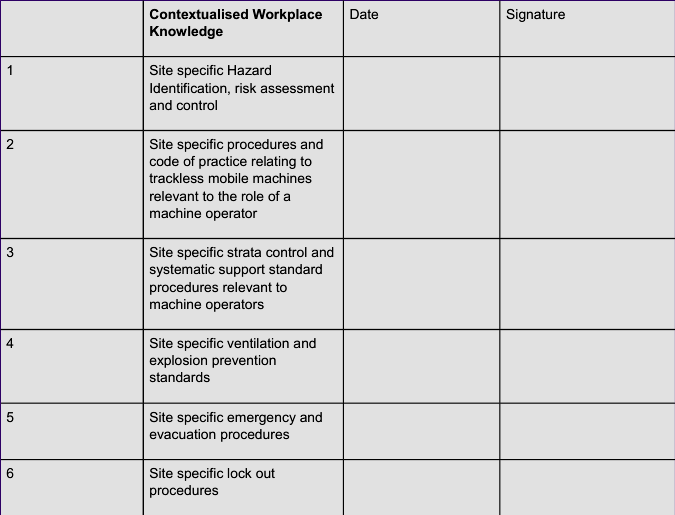 Contextualised Workplace Knowledge
Date
Signature
1
Site specific Hazard
Identification, risk assessment
and control
2
Site specific procedures and
code of practice relating to
trackless mobile machines
relevant to the role of a
machine operator
3
Site specific strata control and
systematic support standard
procedures relevant to
machine operators
4
Site specific ventilation and
explosion prevention
standards
5
Site specific emergency and
evacuation procedures
6
Site specific lock out
procedures